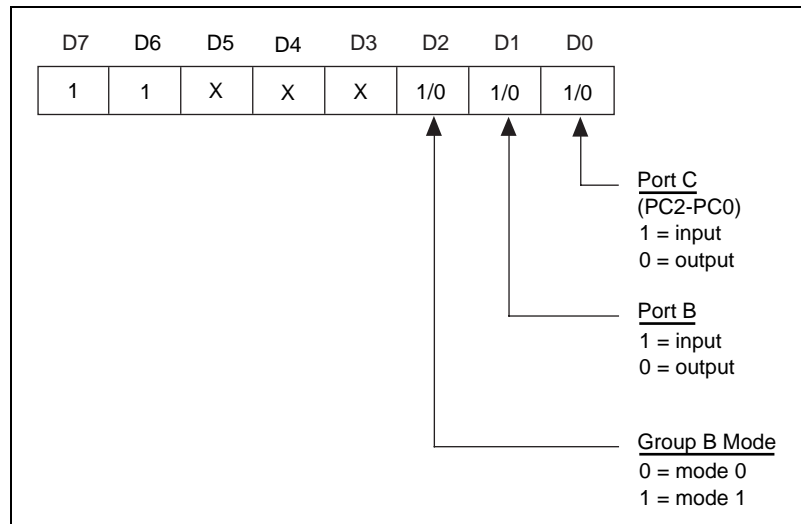 D7 D6 D5 D4 D3 D2 D1 D0
1 1 X X X 1/0 1/0 1/0
Port C
(PC2-PC0)
1 = input
0 = output
Port B
1 = input
0 = output
Group B Mode
0 = mode 0
1 = mode 1